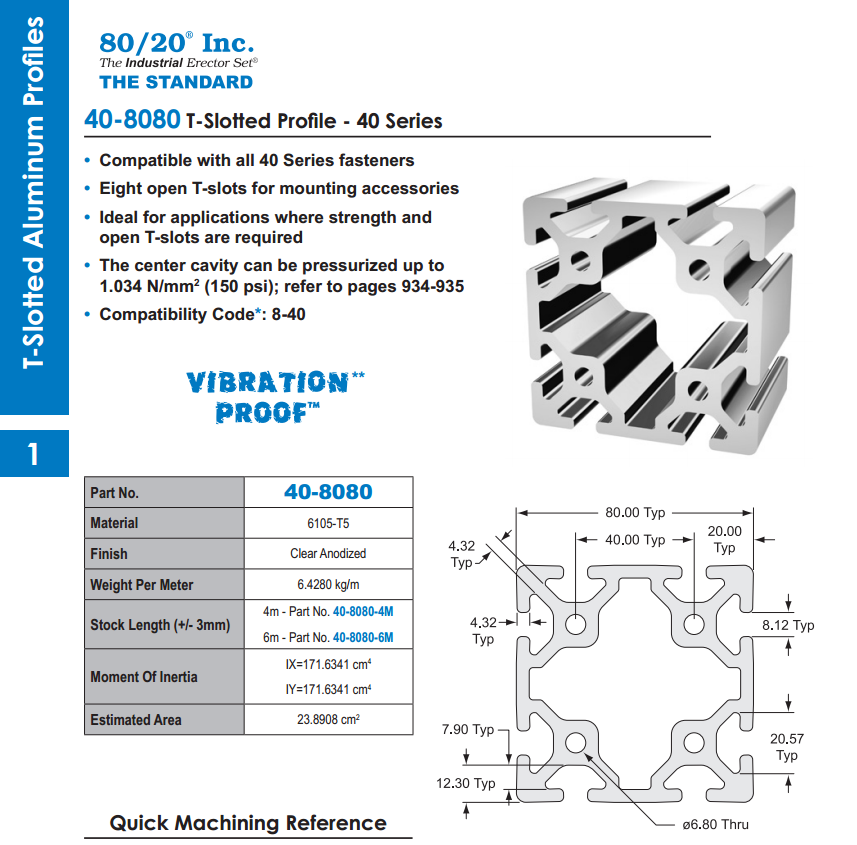 T-Slotted Aluminum Profiles
1
80/20® Inc.
The Industrial Erector Set®
THE STANDARD
40-8080 T-Slotted Profile - 40 Series
• Compatible with all 40 Series fasteners
• Eight open T-slots for mounting accessories
• Ideal for applications where strength and
open T-slots are required
• The center cavity can be pressurized up to
1.034 N/mm² (150 psi); refer to pages 934-935
• Compatibility Code*: 8-40
VIBRATION**
PROOF™
Part No. 40-8080
Material 6105-T5
Finish Clear Anodized
Weight Per Meter 6.4280 kg/m
Stock Length (+/- 3mm) 4m - Part No. 40-8080-4M
6m - Part No. 40-8080-6M
Moment Of Inertia IX=171.6341 cm⁴
IY=171.6341 cm⁴
Estimated Area 23.8908 cm²
80.00 Typ
40.00 Typ
20.00
Typ
4.32
Typ
4.32
Typ
8.12 Typ
7.90 Typ
20.57
Typ
12.30 Typ
ø6.80 Thru
Quick Machining Reference